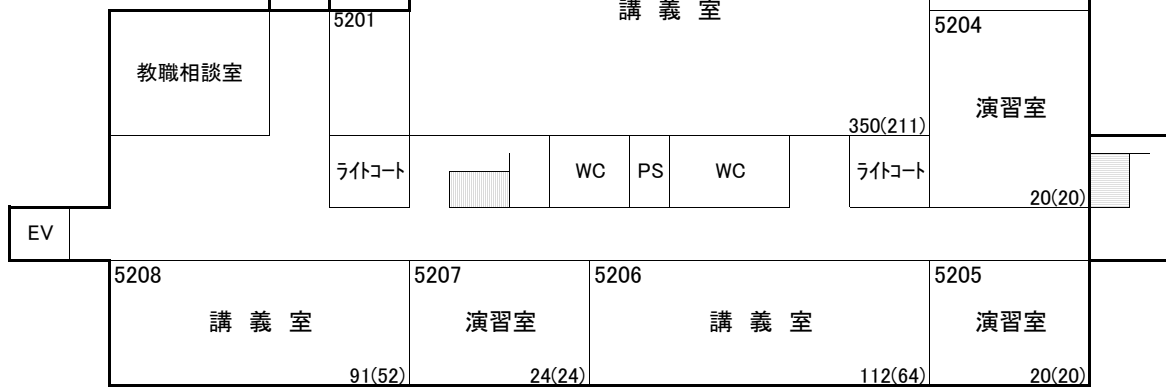 講 義 室
5201
5204
教職相談室
演習室
350(211)
ライトコート
WC
PS
WC
ライトコート
20(20)
EV
5208
5207
5206
5205
講 義 室
演習室
講 義 室
演習室
91(52)
24(24)
112(64)
20(20)